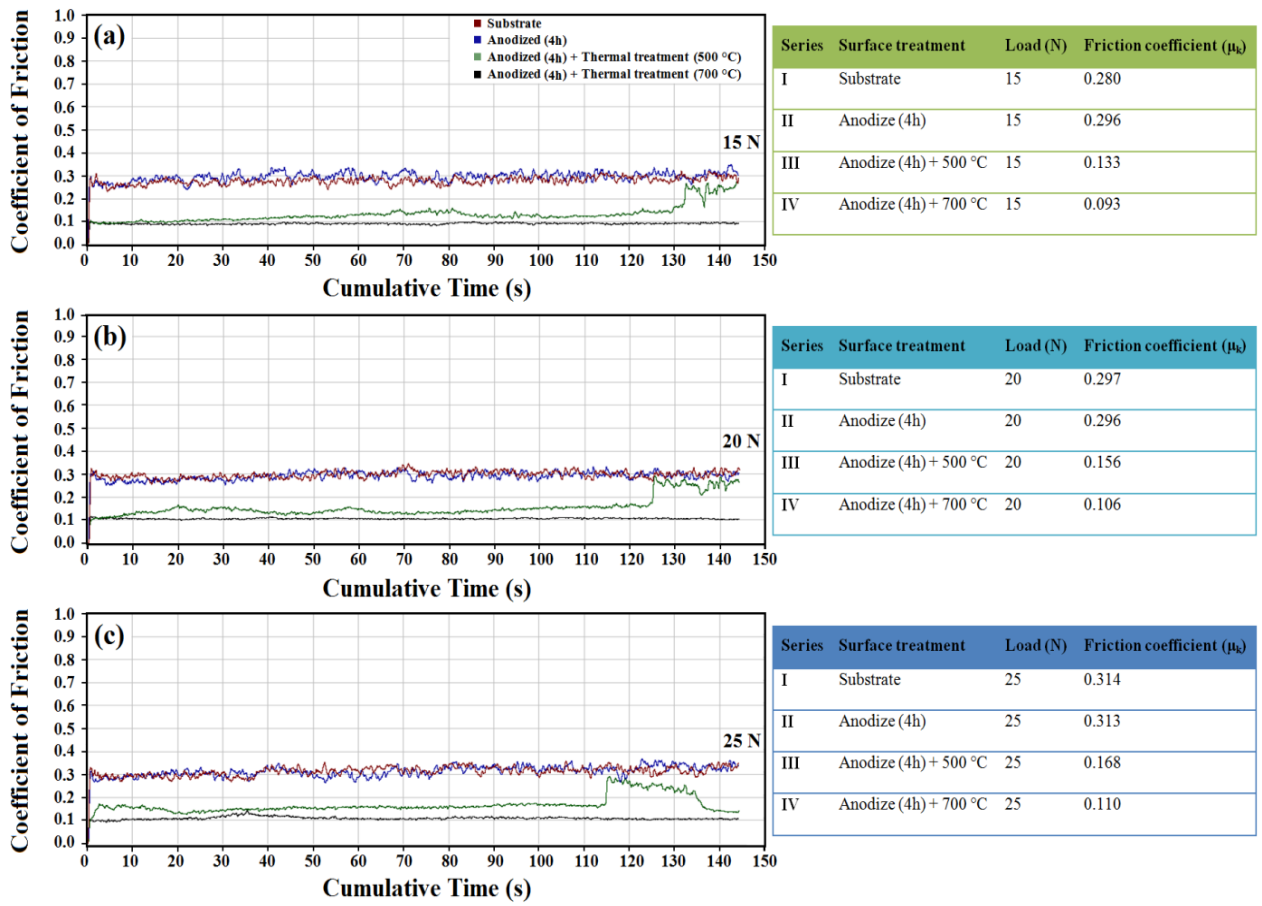 Coefficient of Friction
1.0
0.9
0.8
0.7
0.6
0.5
0.4
0.3
0.2
0.1
0.0
(a)
Substrate
Anodized (4h)
Anodized (4h) + Thermal treatment (500 °C)
Anodized (4h) + Thermal treatment (700 °C)
15 N
0 10 20 30 40 50 60 70 80 90 100 110 120 130 140 150
Cumulative Time (s)
Series Surface treatment Load (N) Friction coefficient (μk)
I Substrate 15 0.280
II Anodize (4h) 15 0.296
III Anodize (4h) + 500 °C 15 0.133
IV Anodize (4h) + 700 °C 15 0.093
Coefficient of Friction
1.0
0.9
0.8
0.7
0.6
0.5
0.4
0.3
0.2
0.1
0.0
(b)
20 N
0 10 20 30 40 50 60 70 80 90 100 110 120 130 140 150
Cumulative Time (s)
Series Surface treatment Load (N) Friction coefficient (μk)
I Substrate 20 0.297
II Anodize (4h) 20 0.296
III Anodize (4h) + 500 °C 20 0.156
IV Anodize (4h) + 700 °C 20 0.106
Coefficient of Friction
1.0
0.9
0.8
0.7
0.6
0.5
0.4
0.3
0.2
0.1
0.0
(c)
25 N
0 10 20 30 40 50 60 70 80 90 100 110 120 130 140 150
Cumulative Time (s)
Series Surface treatment Load (N) Friction coefficient (μk)
I Substrate 25 0.314
II Anodize (4h) 25 0.313
III Anodize (4h) + 500 °C 25 0.168
IV Anodize (4h) + 700 °C 25 0.110